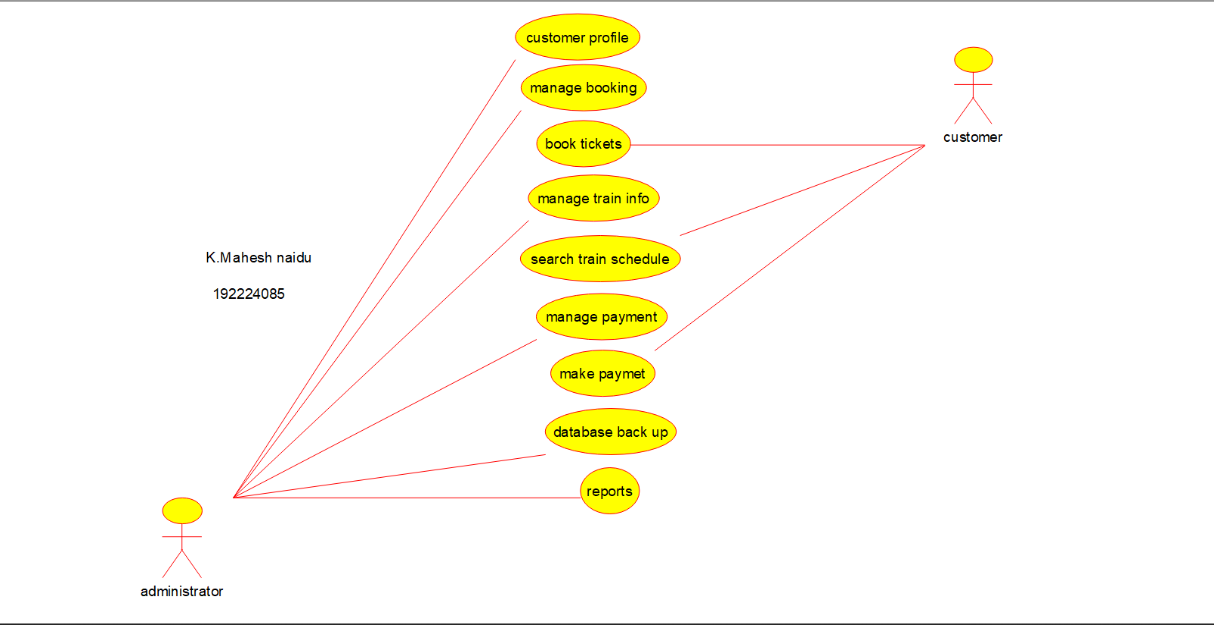 customer profile
manage booking
customer
book tickets
manage train info
K.Mahesh naidu
search train schedule
192224085
manage payment
make paymet
database back up
reports
administrator